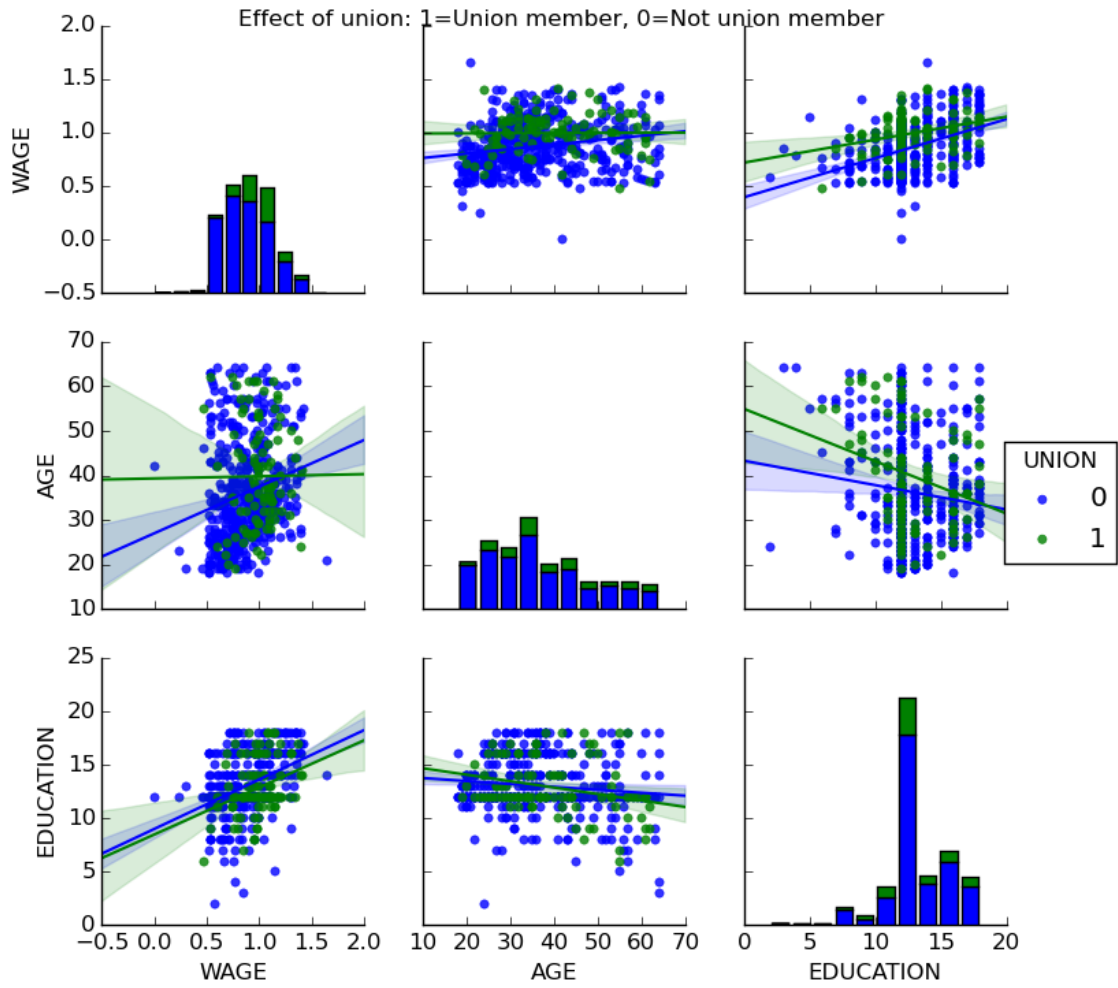 Effect of union: 1=Union member, 0=Not union member
2.0
1.5
1.0
0.5
0.0
−0.5
WAGE
70
60
50
40
30
20
10
AGE
UNION
0
1
25
20
15
10
5
0
EDUCATION
−0.5 0.0 0.5 1.0 1.5 2.0
10 20 30 40 50 60 70
0 5 10 15 20
WAGE AGE EDUCATION